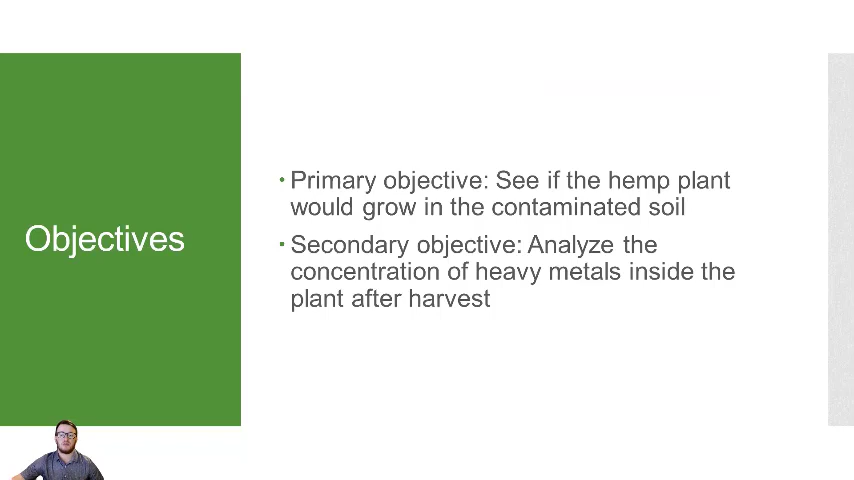 Objectives
Primary objective: See if the hemp plant
would grow in the contaminated soil
Secondary objective: Analyze the
concentration of heavy metals inside the
plant after harvest